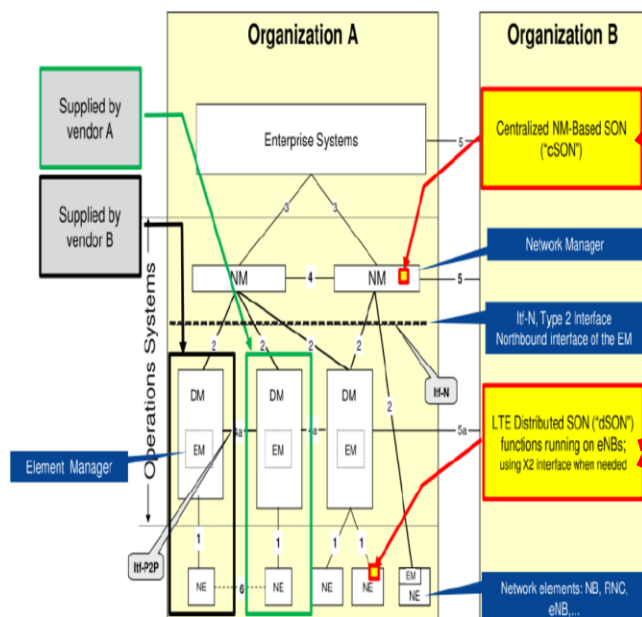 Organization A
Organization B
Supplied by
vendor A
Enterprise Systems
5
Centralized NM-Based SON
("cSON")
Supplied by
vendor B
3
3
Network Manager
NM
4
NM
5
Itf-N, Type 2 Interface
Northbound interface of the EM
2
2
2
2
Itf-N
2
Operations Systems
DM
DM
DM
LTE Distributed SON ("dSON")
functions running on eNBs;
using X2 interface when needed
4a
4a
5a
Element Manager
EM
EM
EM
1
1
1
1
Itf-P2P
NE
6
NE
NE
NE
EM
NE
Network elements: NB, RNC,
eNB,...